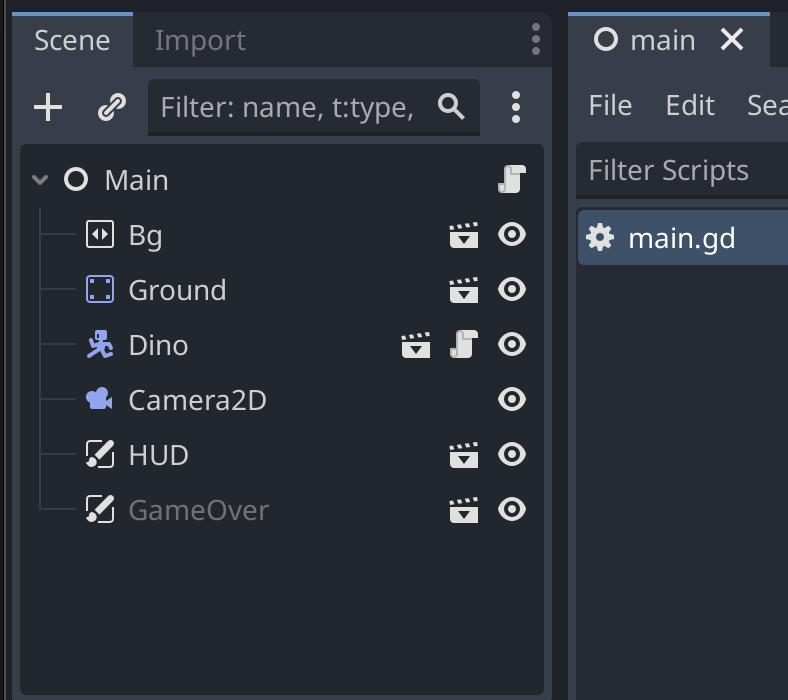 Scene Import
main
Filter: name, t:type,
File Edit Sea
Filter Scripts
main.gd
Main
Bg
Ground
Dino
Camera2D
HUD
GameOver